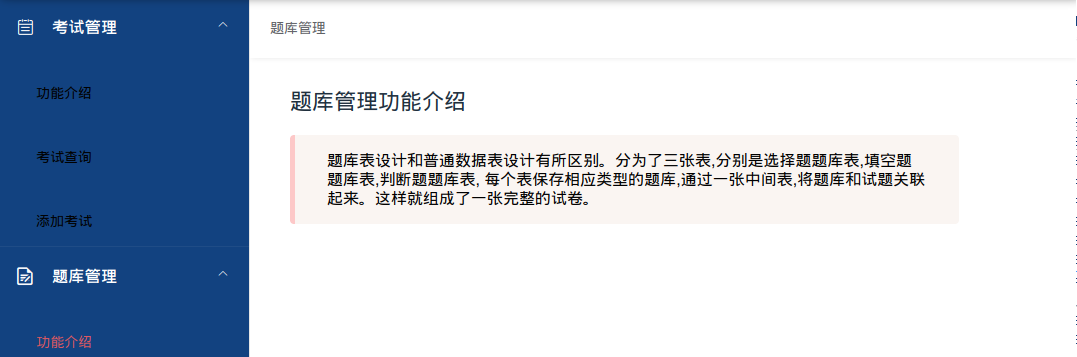 考试管理
功能介绍
考试查询
添加考试
题库管理
功能介绍
题库管理
题库管理功能介绍
题库表设计和普通数据表设计有所区别。分为了三张表,分别是选择题题库表,填空题
题库表,判断题题库表, 每个表保存相应类型的题库,通过一张中间表,将题库和试题关联
起来。这样就组成了一张完整的试卷。